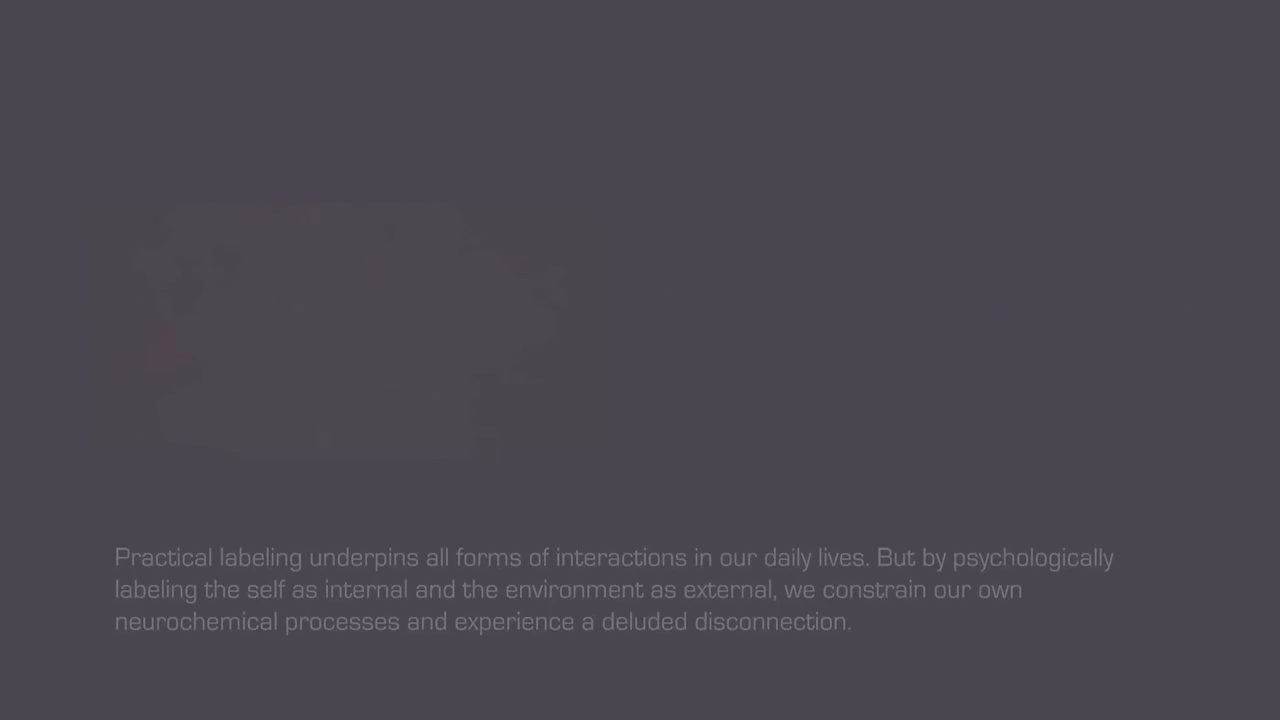 Practical labeling underpins all forms of interactions in our daily lives. But by psychologically
labeling the self as internal and the environment as external, we constrain our own
neurochemical processes and experience a deluded disconnection.